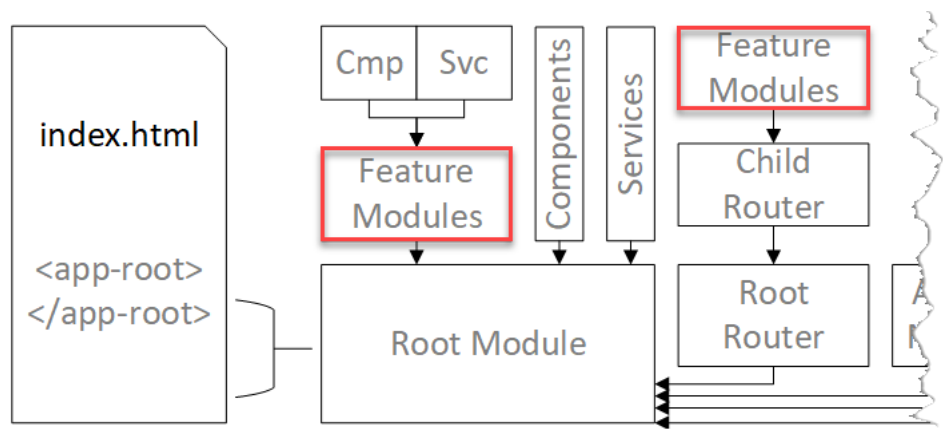 index.html
<app-root>
</app-root>
Cmp
Svc
Feature
Modules
Components
Services
Root Module
Feature
Modules
Child
Router
Root
Router